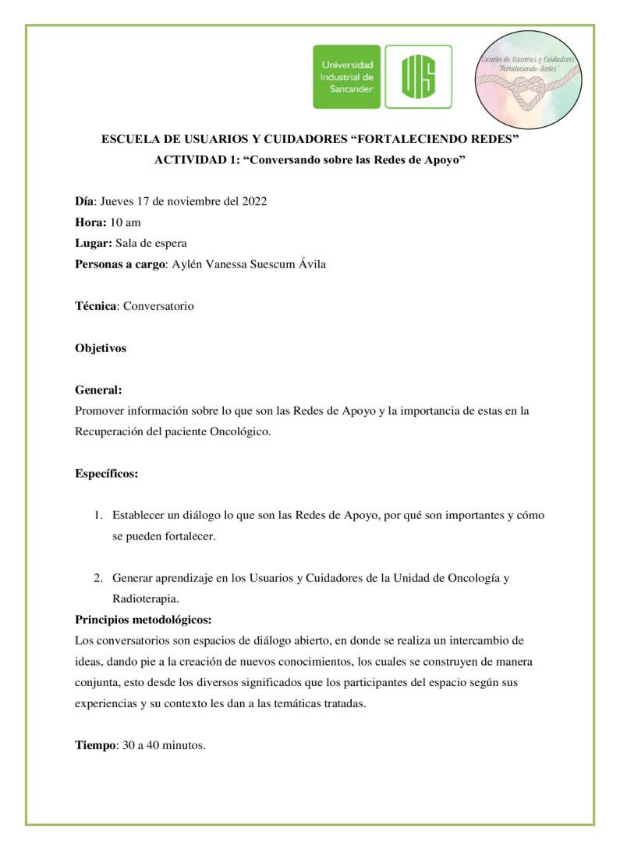 Universidad
Industrial de
Santander
UIS
Escuela de Usuarios y Cuidadores
"Fortaleciendo-Redes"
ESCUELA DE USUARIOS Y CUIDADORES “FORTALECIENDO REDES”
ACTIVIDAD 1: “Conversando sobre las Redes de Apoyo”
Día: Jueves 17 de noviembre del 2022
Hora: 10 am
Lugar: Sala de espera
Personas a cargo: Aylén Vanessa Suescum Ávila
Técnica: Conversatorio
Objetivos
General:
Promover información sobre lo que son las Redes de Apoyo y la importancia de estas en la
Recuperación del paciente Oncológico.
Específicos:
1. Establecer un diálogo lo que son las Redes de Apoyo, por qué son importantes y cómo
se pueden fortalecer.
2. Generar aprendizaje en los Usuarios y Cuidadores de la Unidad de Oncología y
Radioterapia.
Principios metodológicos:
Los conversatorios son espacios de diálogo abierto, en donde se realiza un intercambio de
ideas, dando pie a la creación de nuevos conocimientos, los cuales se construyen de manera
conjunta, esto desde los diversos significados que los participantes del espacio según sus
experiencias y su contexto les dan a las temáticas tratadas.
Tiempo: 30 a 40 minutos.